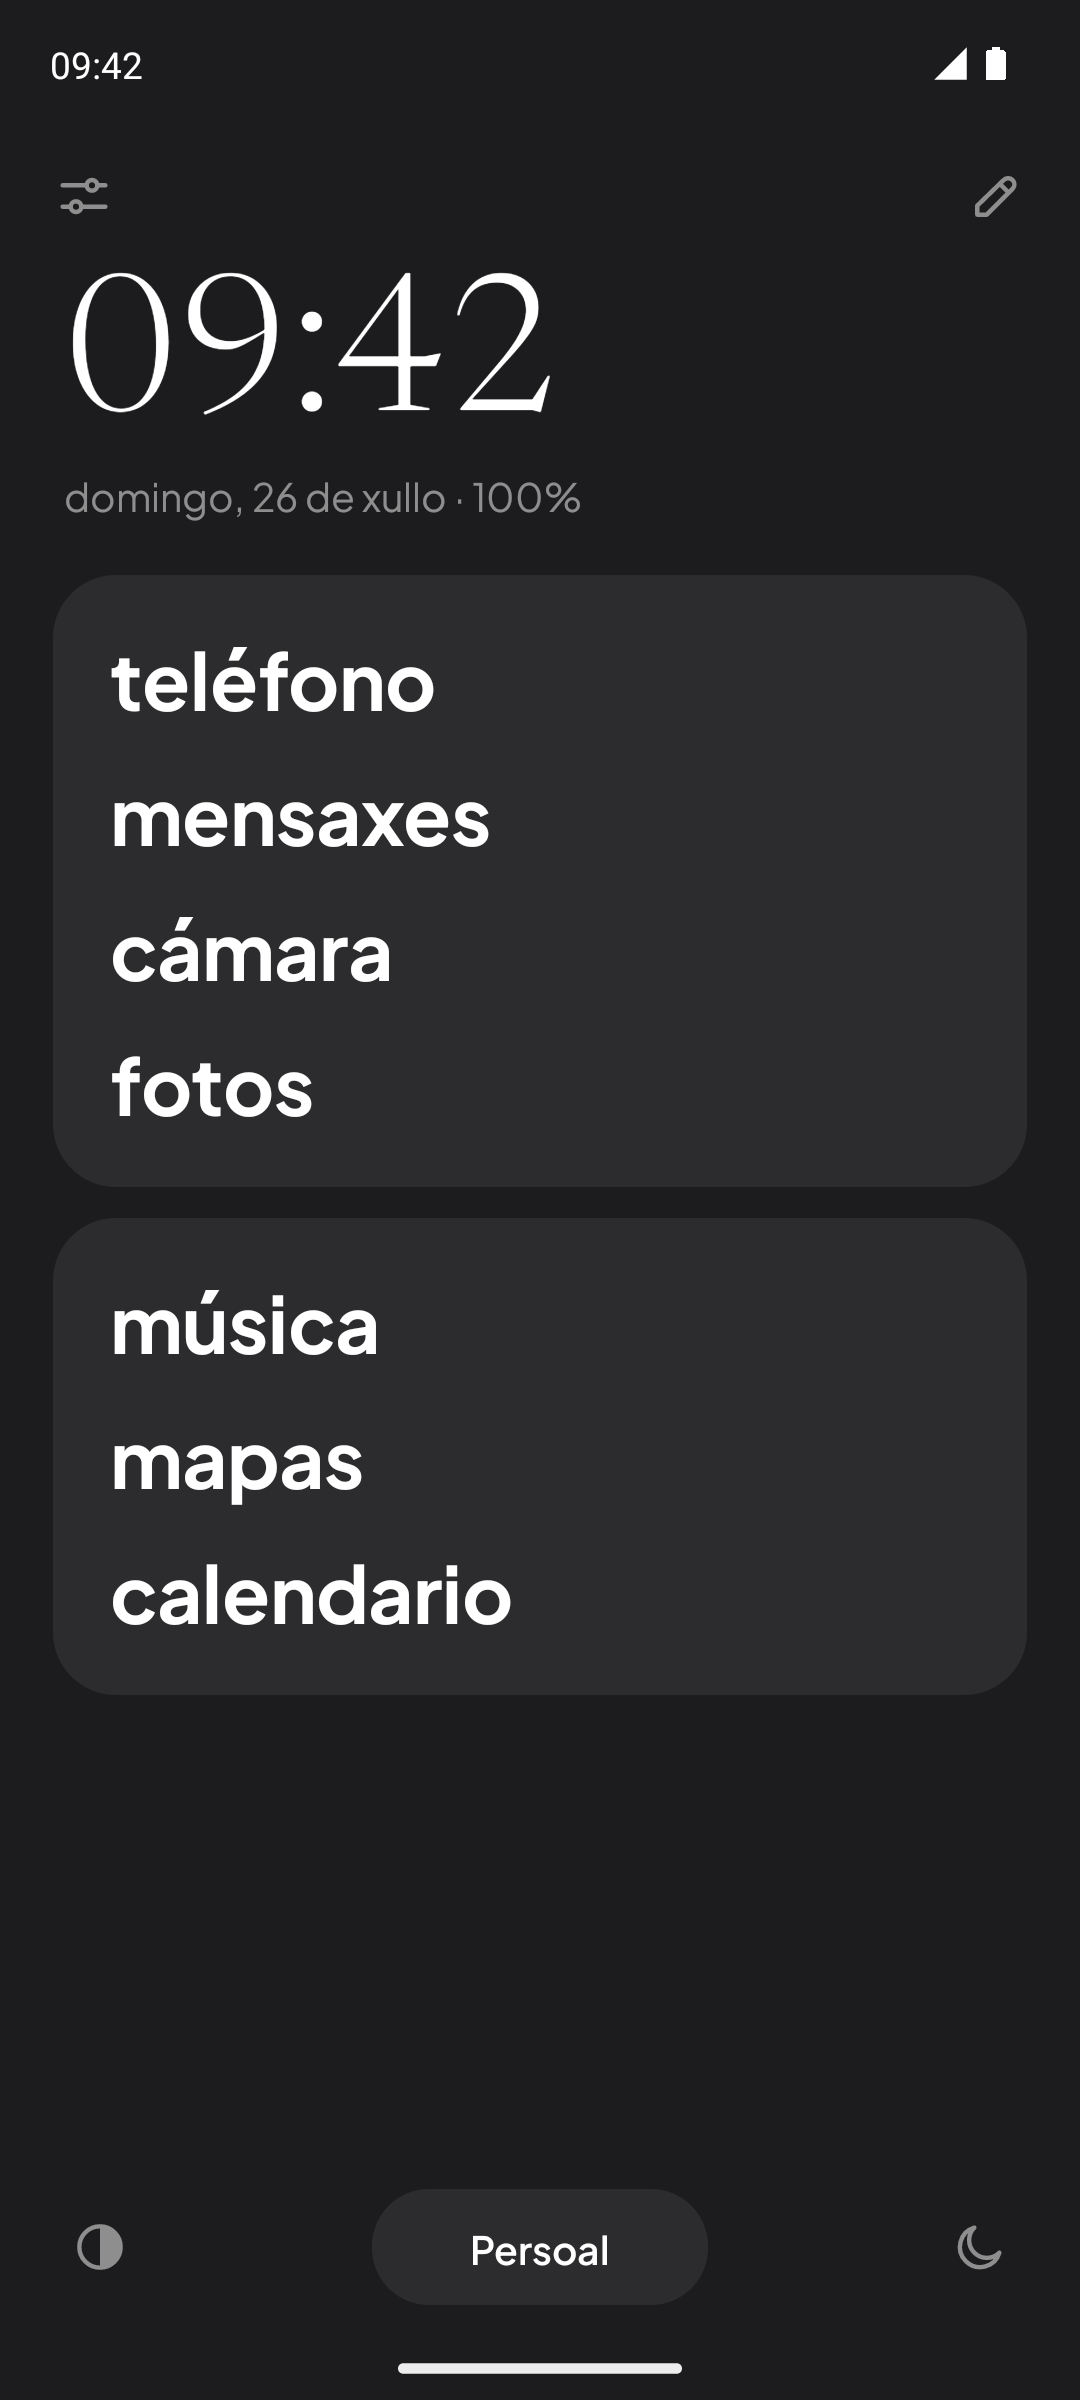 09:42
09:42
domingo, 26 de xullo · 100%
teléfono
mensaxes
cámara
fotos
música
mapas
calendario
Persoal